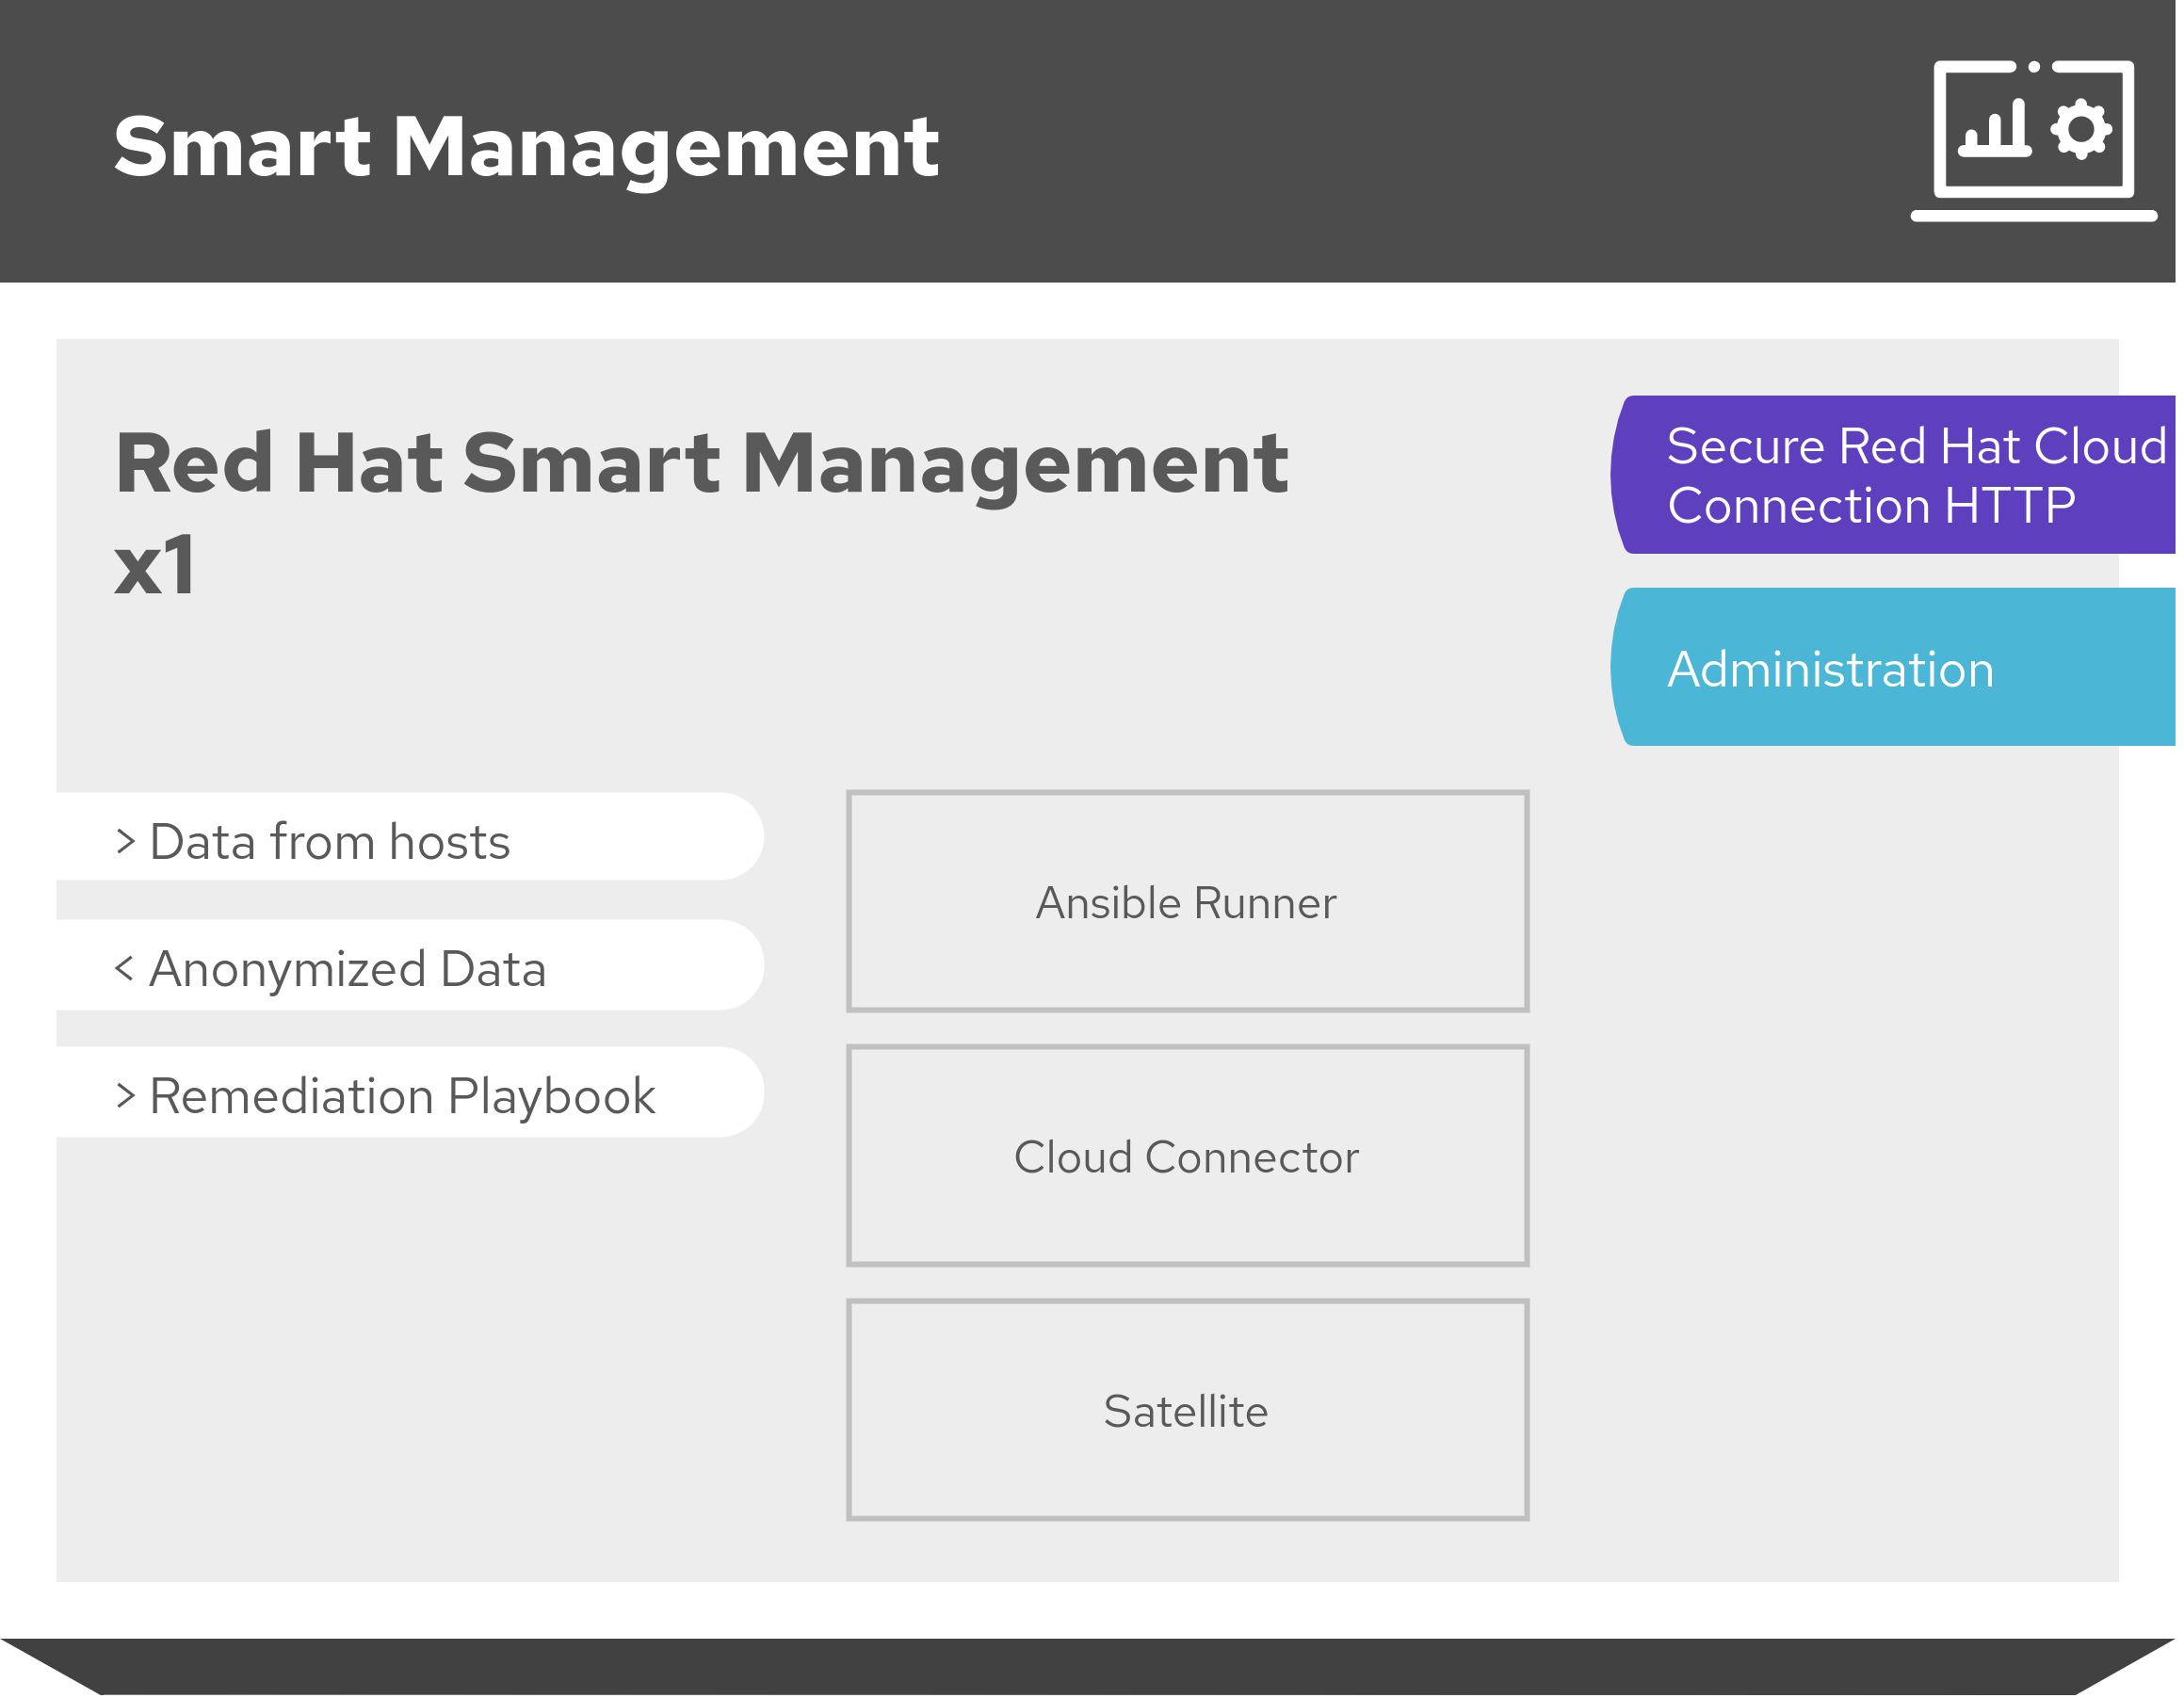 Smart Management
Red Hat Smart Management
x1
Secure Red Hat Cloud
Connection HTTP
Administration
> Data from hosts
< Anonymized Data
> Remediation Playbook
Ansible Runner
Cloud Connector
Satellite